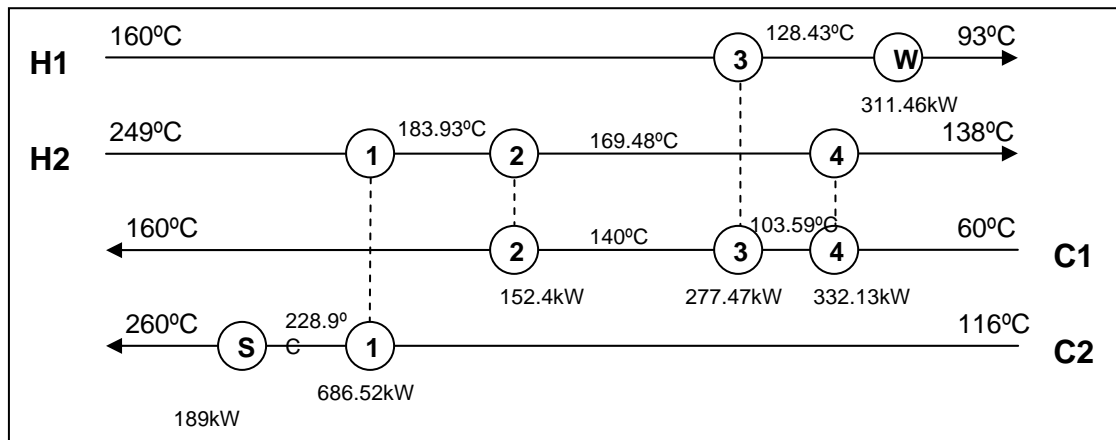 160ºC 128.43ºC 93ºC
H1 3 W
311.46kW
249ºC 183.93ºC 169.48ºC 138ºC
H2 1 2 4
160ºC 140ºC 103.59ºC 60ºC
2 3 4 C1
152.4kW 277.47kW 332.13kW
260ºC 228.9º 116ºC
C
S 1 C2
686.52kW
189kW